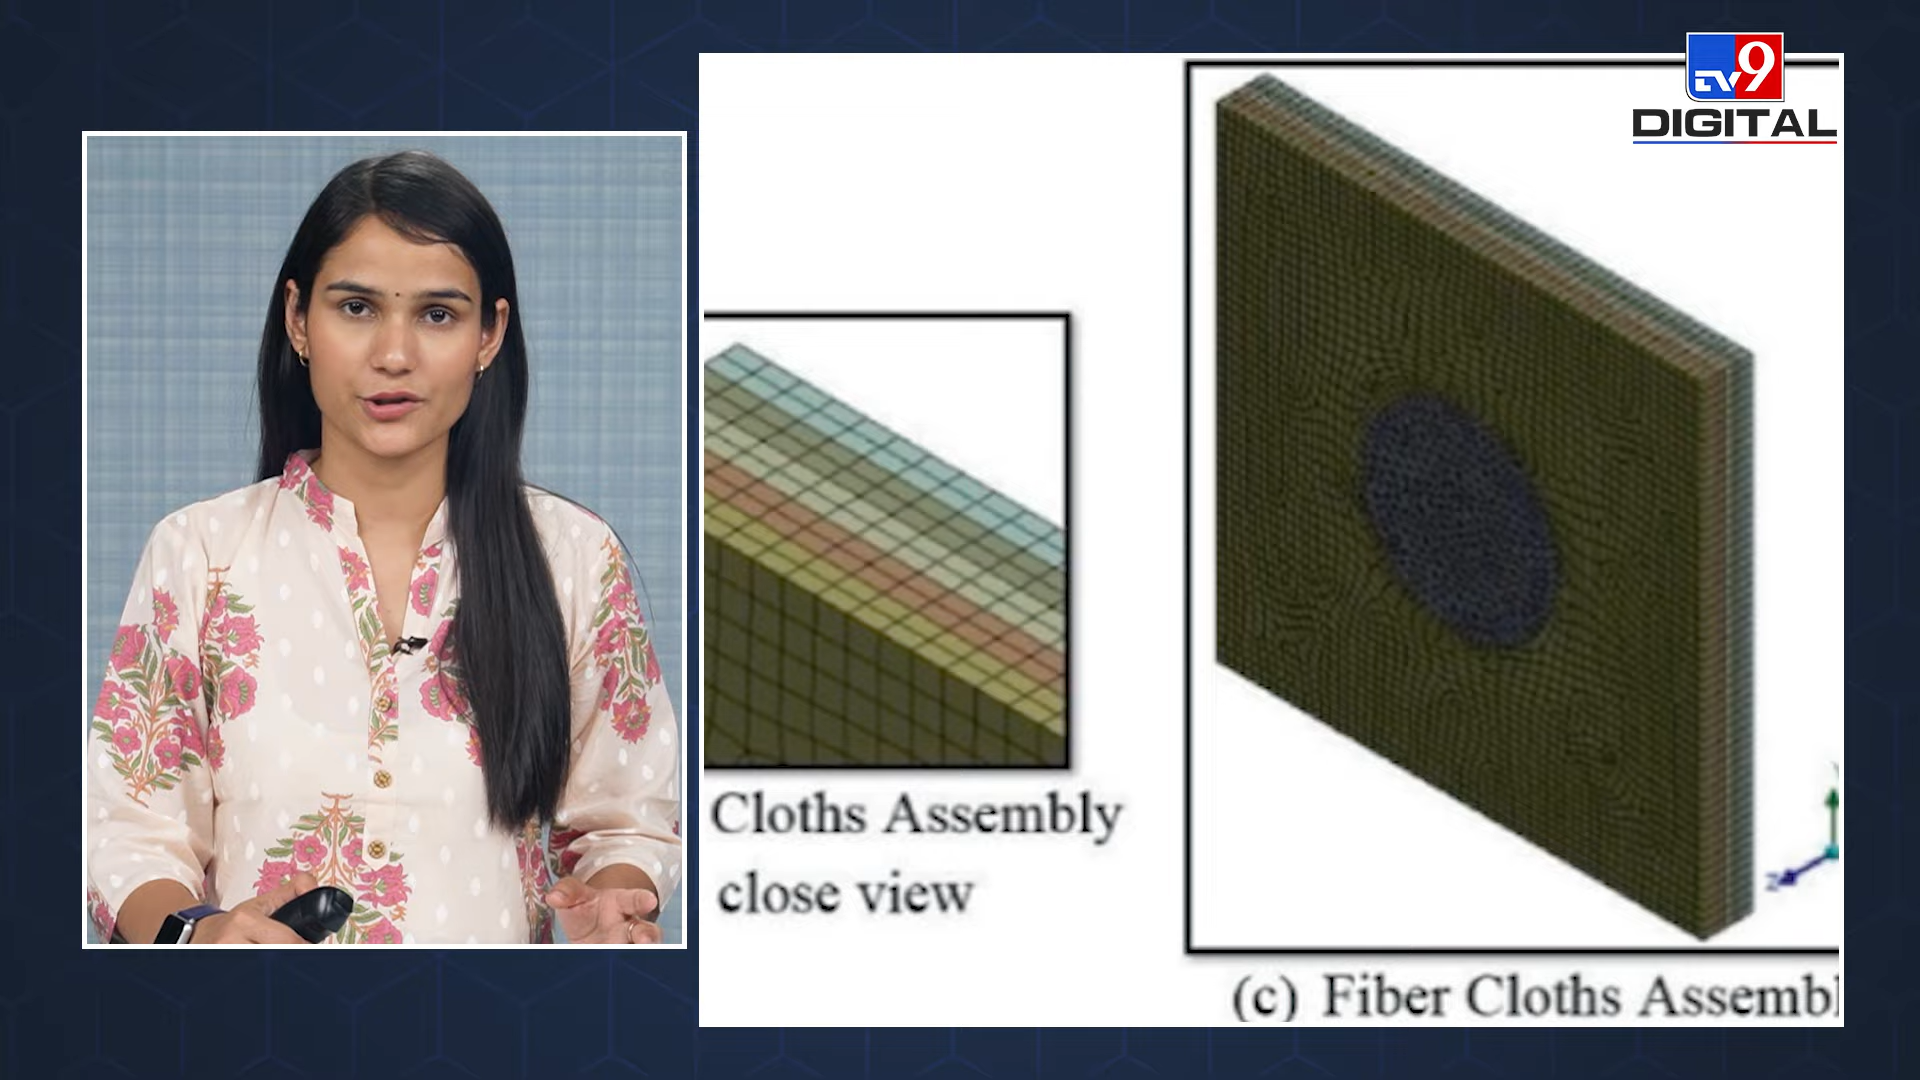 TV9
DIGITAL
Cloths Assembly
close view
(c) Fiber Cloths Assembl
Z